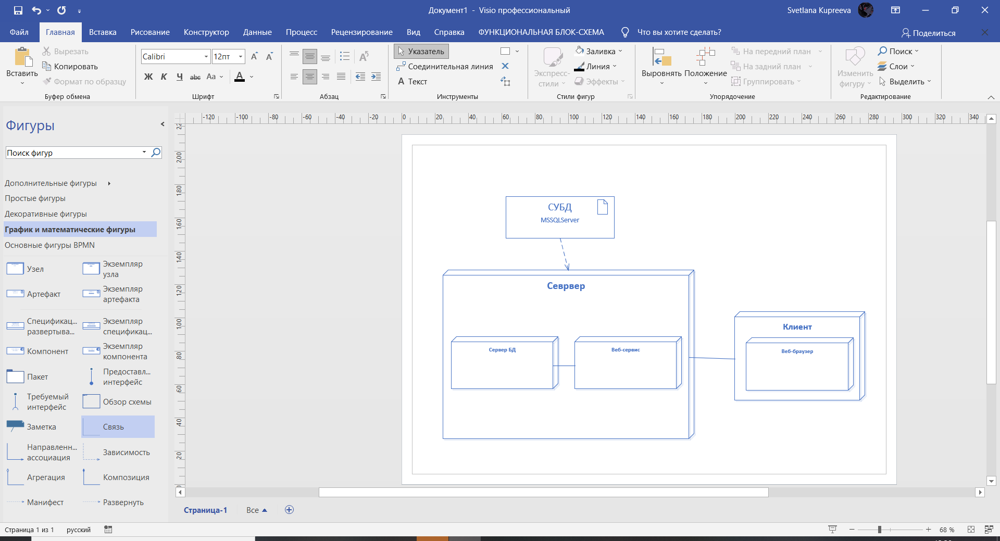 Документ1 - Visio профессиональный
Svetlana Kupreeva
Файл
Главная
Вставка
Рисование
Конструктор
Данные
Процесс
Рецензирование
Вид
Справка
ФУНКЦИОНАЛЬНАЯ БЛОК-СХЕМА
Что вы хотите сделать?
Поделиться
Вставить
Вырезать
Копировать
Формат по образцу
Буфер обмена
Calibri
12пт
Ж К Ч abc Aa A
Шрифт
Абзац
Указатель
Соединительная линия
Текст
Инструменты
Экспресс-
стили
Заливка
Линия
Эффекты
Стили фигур
Выровнять
Положение
На передний план
На задний план
Группировать
Упорядочение
Изменить
фигуру
Поиск
Слои
Выделить
Редактирование
Фигуры
Поиск фигур
Дополнительные фигуры
Простые фигуры
Декоративные фигуры
График и математические фигуры
Основные фигуры BPMN
Узел
Экземпляр
узла
Артефакт
Экземпляр
артефакта
Спецификац...
развертыва...
Экземпляр
спецификац...
Компонент
Экземпляр
компонента
Пакет
Предоставл...
интерфейс
Требуемый
интерфейс
Обзор схемы
Заметка
Связь
Направленн...
ассоциация
Зависимость
Агрегация
Композиция
Манифест
Развернуть
-120 -100 -80 -60 -40 -20 0 20 40 60 80 100 120 140 160 180 200 220 240 260 280 300 320 340
200
180
160
140
120
100
80
60
40
20
СУБД
MSSQLServer
Севрвер
Сервер БД
Веб-сервис
Клиент
Веб-браузер
Страница-1
Все
Страница 1 из 1
русский
68 %